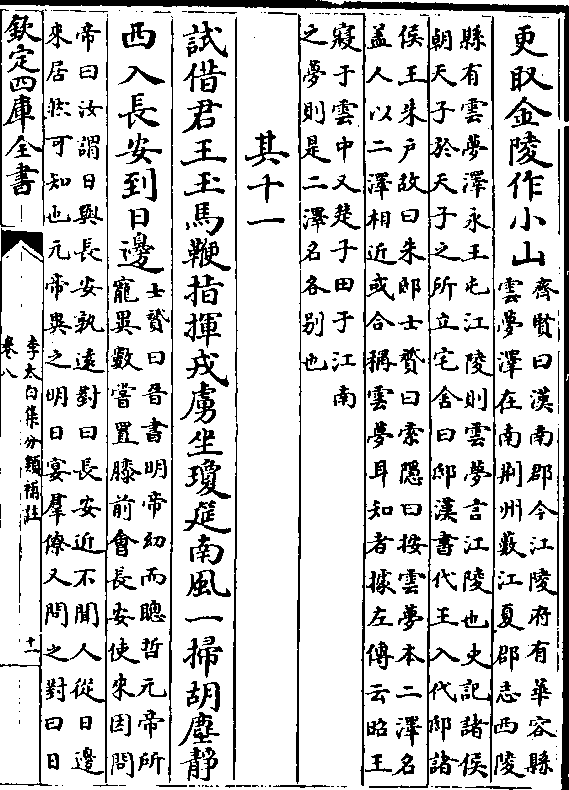 更取金陵作小山
齊賢曰漢南郡今江陵府有華容縣
雲夢澤在南荆州藪江夏郡志西陵
縣有雲夢澤永王屯江陵則雲夢言江陵也史記諸侯
朝天子於天子之所立宅舍曰邸漢書代王入代邸諸
侯王朱戶故曰朱邸士贇曰索隱曰按雲夢本二澤名
盖人以二澤相近或合稱雲夢耳知者據左傳云昭王
寢于雲中又楚子田于江南
之夢則是二澤名各别也
其十一
試借君王玉馬鞭指揮戎虜坐瓊筵南風一掃胡塵靜
西入長安到日邊
士贇曰晉書明帝幼而聰哲元帝所
寵異數嘗置膝前會長安使來因問
帝曰汝謂日與長安孰遠對曰長安近不聞人從日邊
來居然可知也元帝異之明日宴羣僚又問之對曰日
欽定四庫全書
李太白集分類補註
卷八
十一